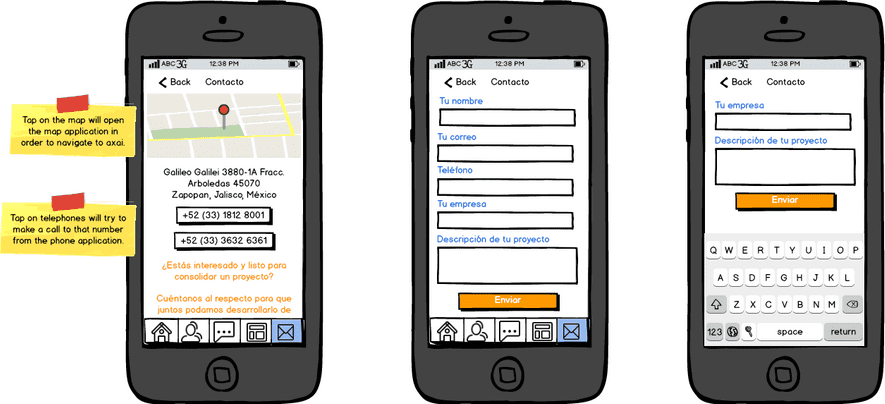 Tap on the map will open
the map application in
order to navigate to axai.
Tap on telephones will try to
make a call to that number
from the phone application.
ABC 3G 12:38 PM
Back Contacto
Galileo Galilei 3880-1A Fracc.
Arboledas 45070
Zapopan, Jalisco, México
+52 (33) 1812 8001
+52 (33) 3632 6361
¿Estás interesado y listo para
consolidar un proyecto?
Cuéntanos al respecto para que
juntos podamos desarrollarlo de
ABC 3G 12:38 PM
Back Contacto
Tu nombre
Tu correo
Teléfono
Tu empresa
Descripción de tu proyecto
Enviar
ABC 3G 12:38 PM
Back Contacto
Tu empresa
Descripción de tu proyecto
Enviar
Q W E R T Y U I O P
A S D F G H J K L
Z X C V B N M
123 space return